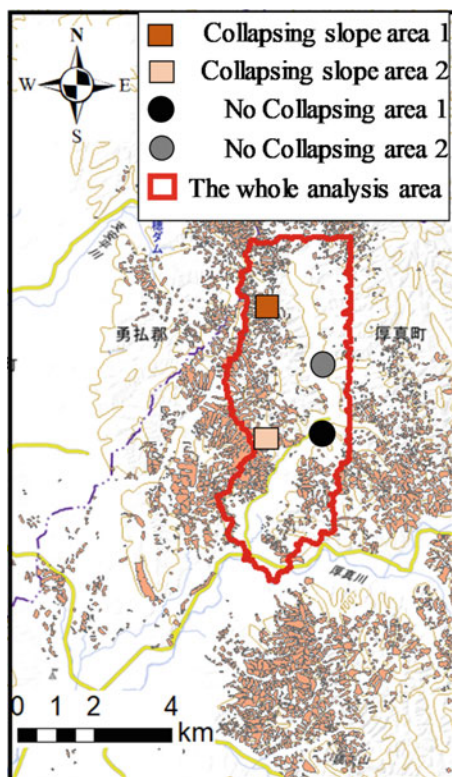 N
W E
S
Collapsing slope area 1
Collapsing slope area 2
No Collapsing area 1
No Collapsing area 2
The whole analysis area
勇払郡
厚真町
厚真川
0 1 2 4
km